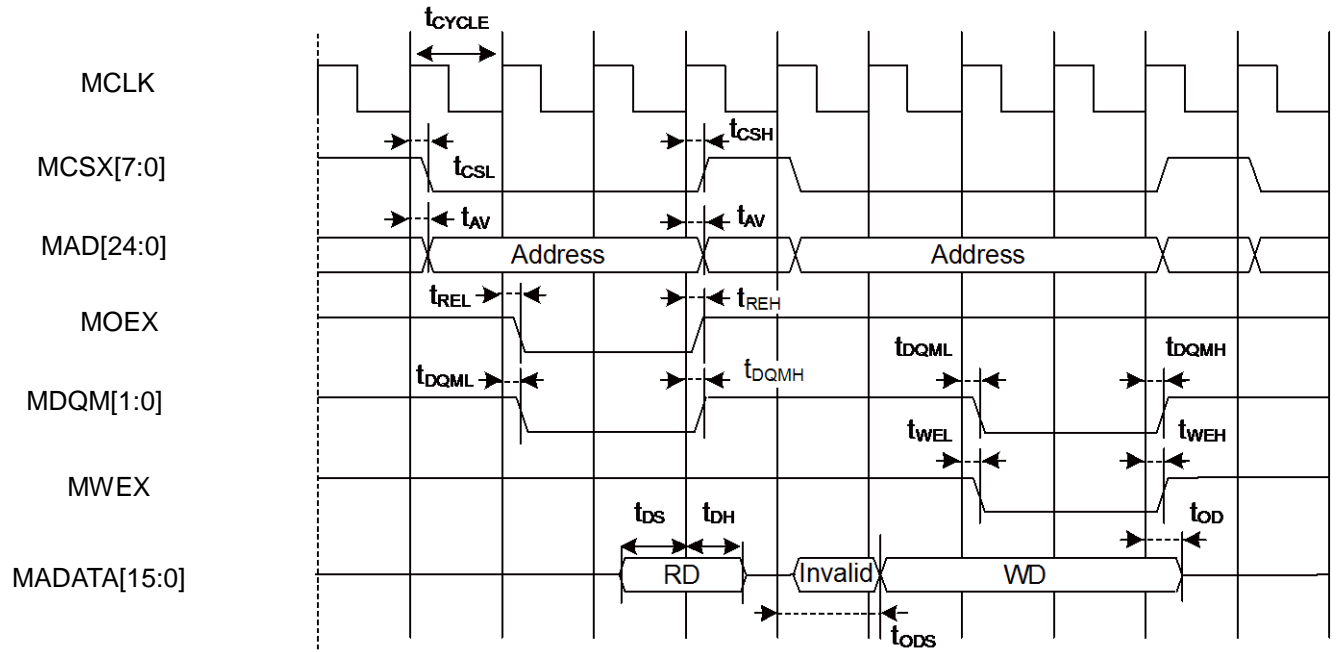 tCYCLE
MCLK
tCSH
MCSX[7:0]
tCSL
tAV
tAV
MAD[24:0]
Address
Address
tREL
tREH
MOEX
tDQML
tDQMH
tDQML
tDQMH
MDQM[1:0]
tWEL
tWEH
MWEX
tDS
tDH
tOD
MADATA[15:0]
RD
Invalid
WD
tODS